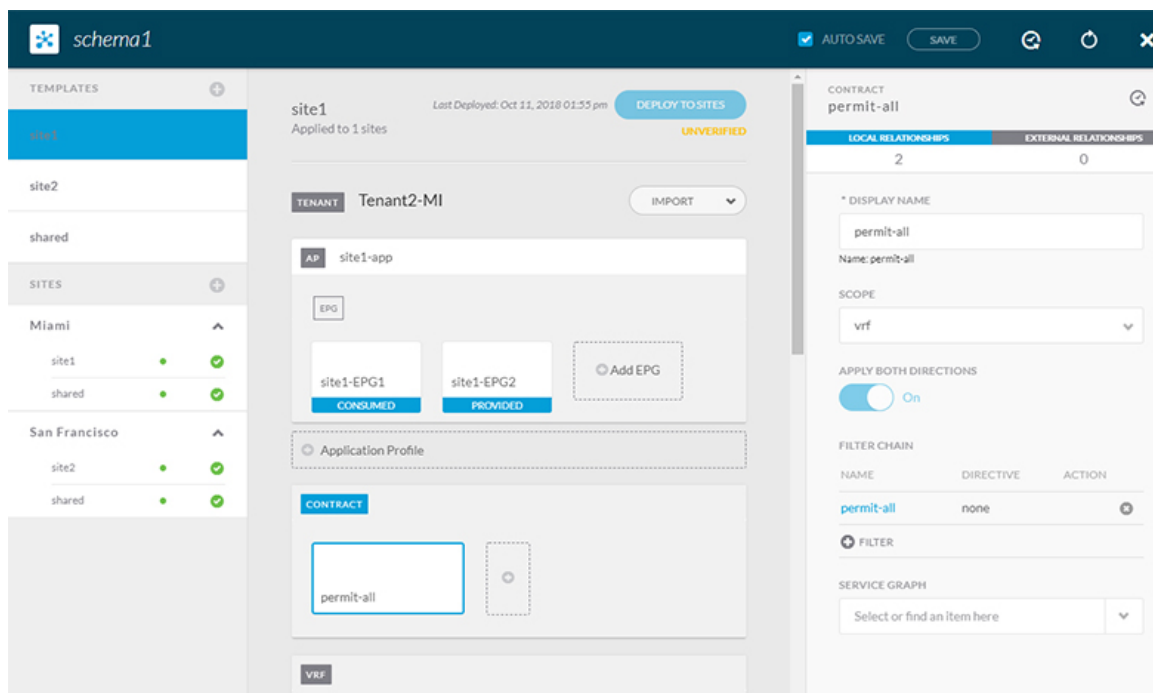 schema1
AUTO SAVE
SAVE
TEMPLATES
site1
site2
shared
SITES
Miami
site1
shared
San Francisco
site2
shared
site1
Last Deployed: Oct 11, 2018 01:55 pm
DEPLOY TO SITES
Applied to 1 sites
UNVERIFIED
TENANT Tenant2-MI
IMPORT
AP site1-app
EPG
site1-EPG1
CONSUMED
site1-EPG2
PROVIDED
Add EPG
Application Profile
CONTRACT
permit-all
VRF
CONTRACT
permit-all
LOCAL RELATIONSHIPS EXTERNAL RELATIONSHIPS
2 0
* DISPLAY NAME
permit-all
Name: permit-all
SCOPE
vrf
APPLY BOTH DIRECTIONS
On
FILTER CHAIN
NAME DIRECTIVE ACTION
permit-all none
FILTER
SERVICE GRAPH
Select or find an item here